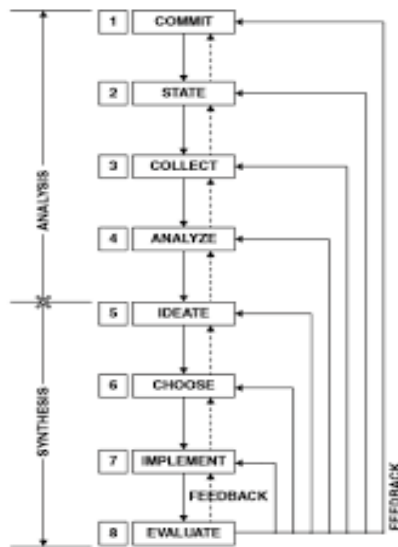 1 COMMIT
2 STATE
3 COLLECT
ANALYSIS
4 ANALYZE
5 IDEATE
6 CHOOSE
SYNTHESIS
7 IMPLEMENT
FEEDBACK
8 EVALUATE
FEEDBACK